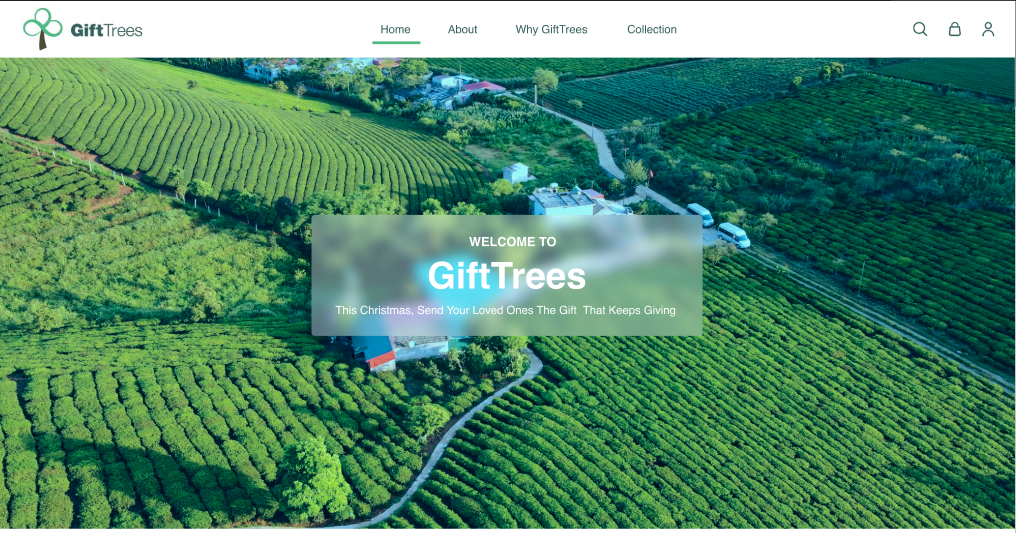 GiftTrees
Home
About
Why GiftTrees
Collection
WELCOME TO
GiftTrees
This Christmas, Send Your Loved Ones The Gift  That Keeps Giving